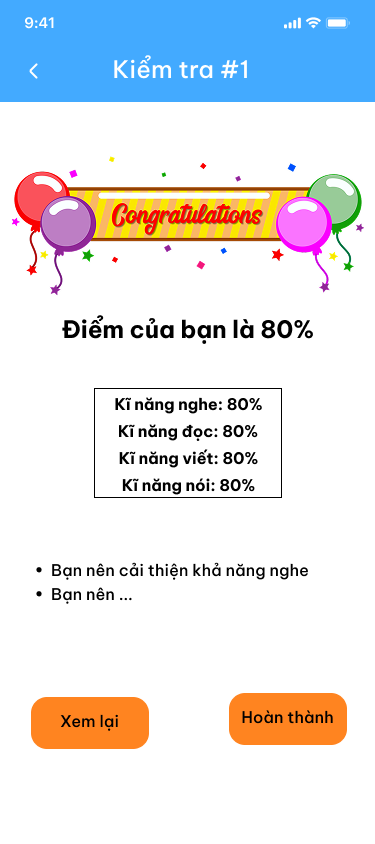 9:41
Kiểm tra #1
Congratulations
Điểm của bạn là 80%
Kĩ năng nghe: 80%
Kĩ năng đọc: 80%
Kĩ năng viết: 80%
Kĩ năng nói: 80%
• Bạn nên cải thiện khả năng nghe
• Bạn nên ...
Xem lại
Hoàn thành